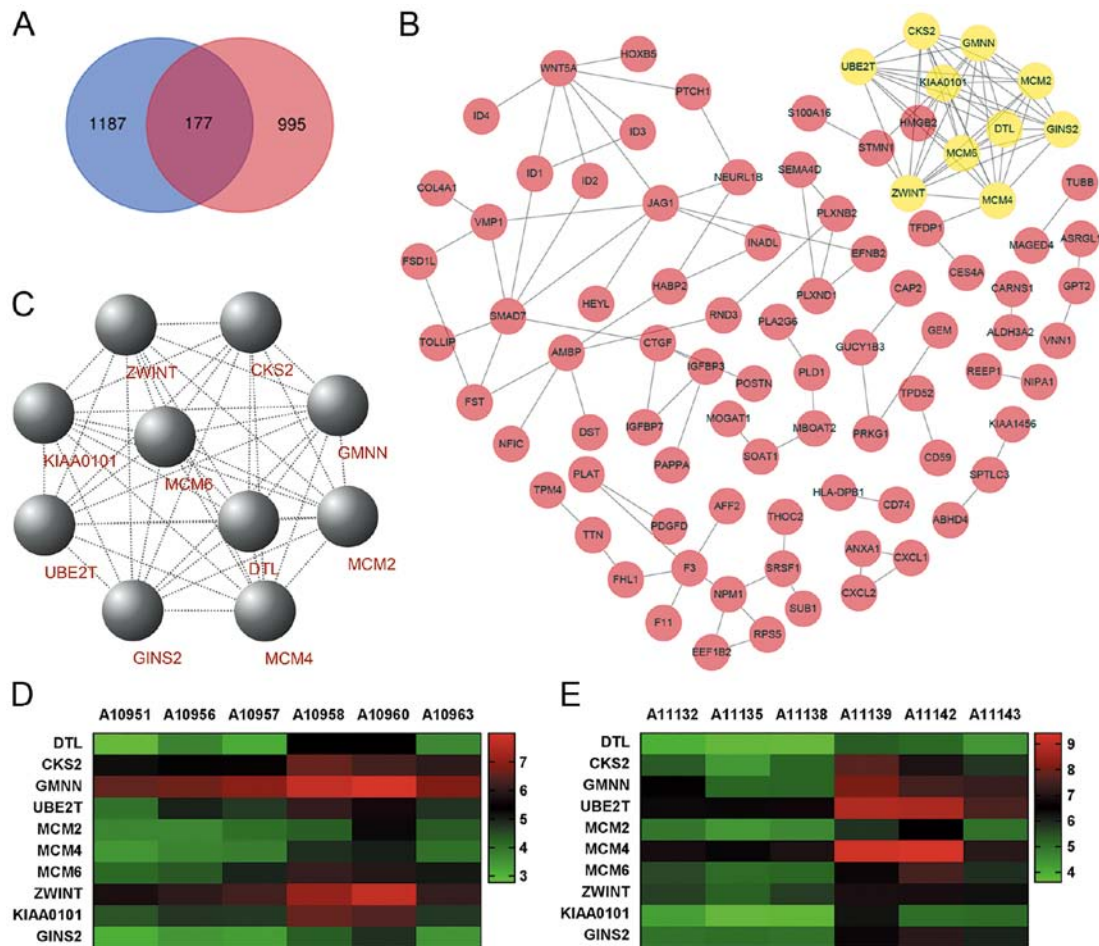 A
1187 177 995
B
CKS2
GMNN
UBE2T
KIAA0101
MCM2
HOXB5
WNT5A
PTCH1
ID4
ID3
S100A16
HMGB2
DTL
GINS2
STMN1
MCM6
ID1
ID2
NEURL1B
SEMA4D
ZWINT
MCM4
TUBB
COL4A1
VMP1
JAG1
PLXNB2
TFDP1
MAGED4
ASRGL1
FSD1L
INADL
EFNB2
CES4A
HABP2
PLXND1
CAP2
CARNS1
GPT2
HEYL
SMAD7
RND3
PLA2G6
GEM
ALDH3A2
VNN1
TOLLIP
AMBP
CTGF
GUCY1B3
IGFBP3
PLD1
REEP1
NIPA1
FST
POSTN
TPD52
MOGAT1
MBOAT2
KIAA1456
NFIC
DST
IGFBP7
PRKG1
SOAT1
CD59
PAPPA
SPTLC3
PLAT
TPM4
HLA-DPB1
CD74
AFF2
THOC2
ABHD4
PDGFD
TTN
ANXA1
CXCL1
F3
SRSF1
FHL1
CXCL2
NPM1
SUB1
F11
RPS5
EEF1B2
C
ZWINT
CKS2
KIAA0101
GMNN
MCM6
UBE2T
DTL
MCM2
GINS2
MCM4
D
A10951 A10956 A10957 A10958 A10960 A10963
DTL
CKS2
GMNN
UBE2T
MCM2
MCM4
MCM6
ZWINT
KIAA0101
GINS2
7
6
5
4
3
E
A11132 A11135 A11138 A11139 A11142 A11143
DTL
CKS2
GMNN
UBE2T
MCM2
MCM4
MCM6
ZWINT
KIAA0101
GINS2
9
8
7
6
5
4